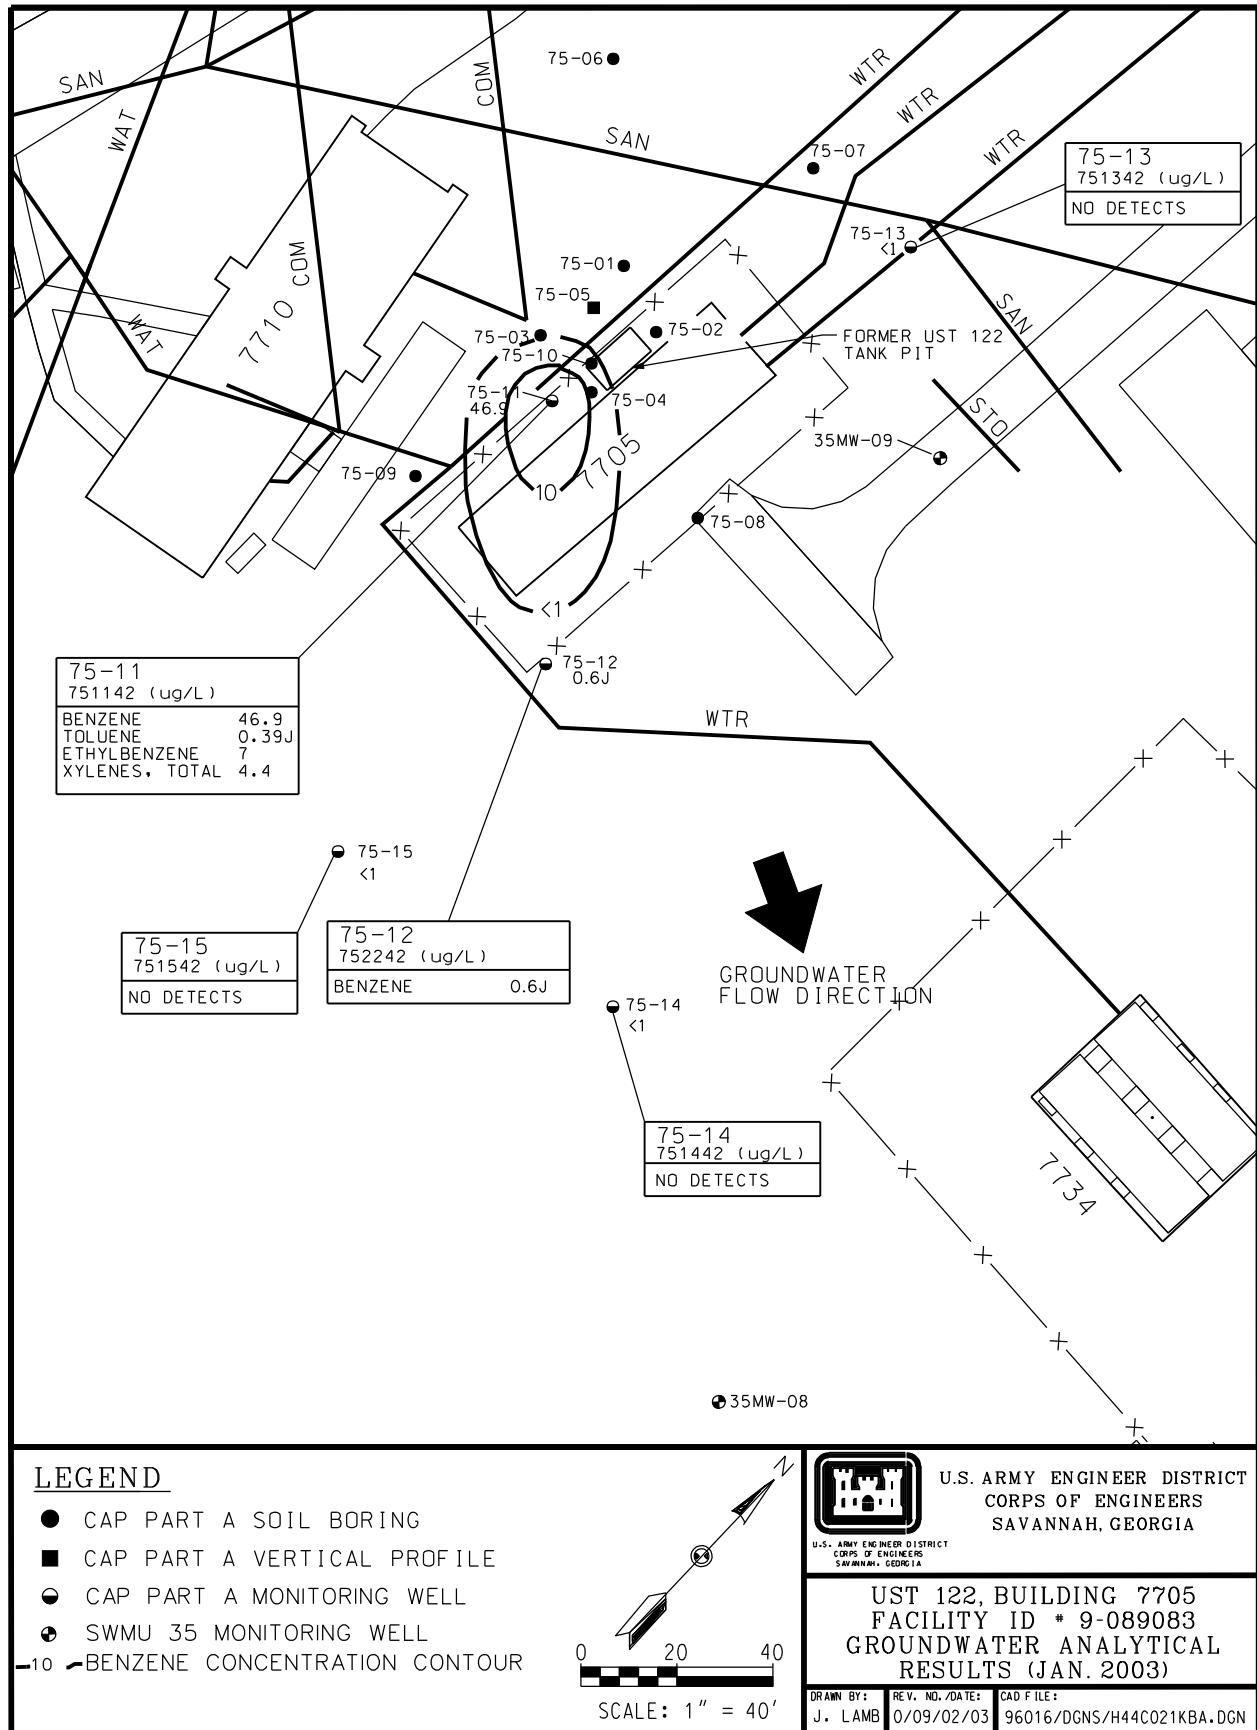 75-06
SAN
COM
WTR
WTR
WAT
SAN
WTR
75-07
75-13
751342 (ug/L)
NO DETECTS
75-13
<1
COM
75-01
75-05
SAN
WAT
7710
75-03
75-02
FORMER UST 122
TANK PIT
75-10
75-11
46.9
75-04
STO
7705
35MW-09
75-09
10
75-08
<1
75-12
0.6J
75-11
751142 (ug/L)
BENZENE 46.9
TOLUENE 0.39J
ETHYLBENZENE 7
XYLENES, TOTAL 4.4
WTR
75-15
<1
75-15
751542 (ug/L)
NO DETECTS
75-12
752242 (ug/L)
BENZENE 0.6J
GROUNDWATER
FLOW DIRECTION
75-14
<1
75-14
751442 (ug/L)
NO DETECTS
7734
35MW-08
LEGEND
CAP PART A SOIL BORING
CAP PART A VERTICAL PROFILE
CAP PART A MONITORING WELL
SWMU 35 MONITORING WELL
10 BENZENE CONCENTRATION CONTOUR
N
0 20 40
SCALE: 1" = 40'
U.S. ARMY ENGINEER DISTRICT
CORPS OF ENGINEERS
SAVANNAH, GEORGIA
U.S. ARMY ENGINEER DISTRICT
CORPS OF ENGINEERS
SAVANNAH, GEORGIA
UST 122, BUILDING 7705
FACILITY ID # 9-089083
GROUNDWATER ANALYTICAL
RESULTS (JAN. 2003)
DRAWN BY:
J. LAMB
REV. NO./DATE:
0/09/02/03
CAD FILE:
96016/DGNS/H44C021KBA.DGN